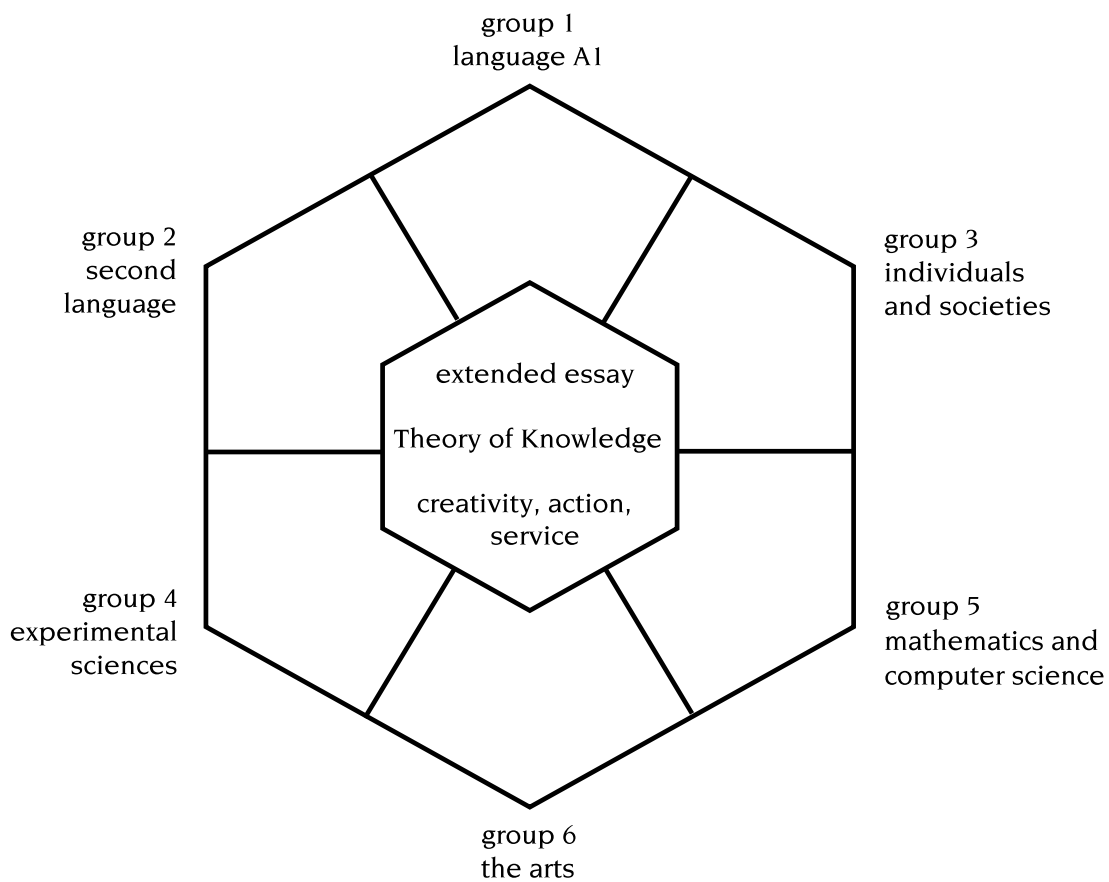 group 1
language A1
group 2
second
language
group 3
individuals
and societies
extended essay
Theory of Knowledge
creativity, action,
service
group 4
experimental
sciences
group 5
mathematics and
computer science
group 6
the arts